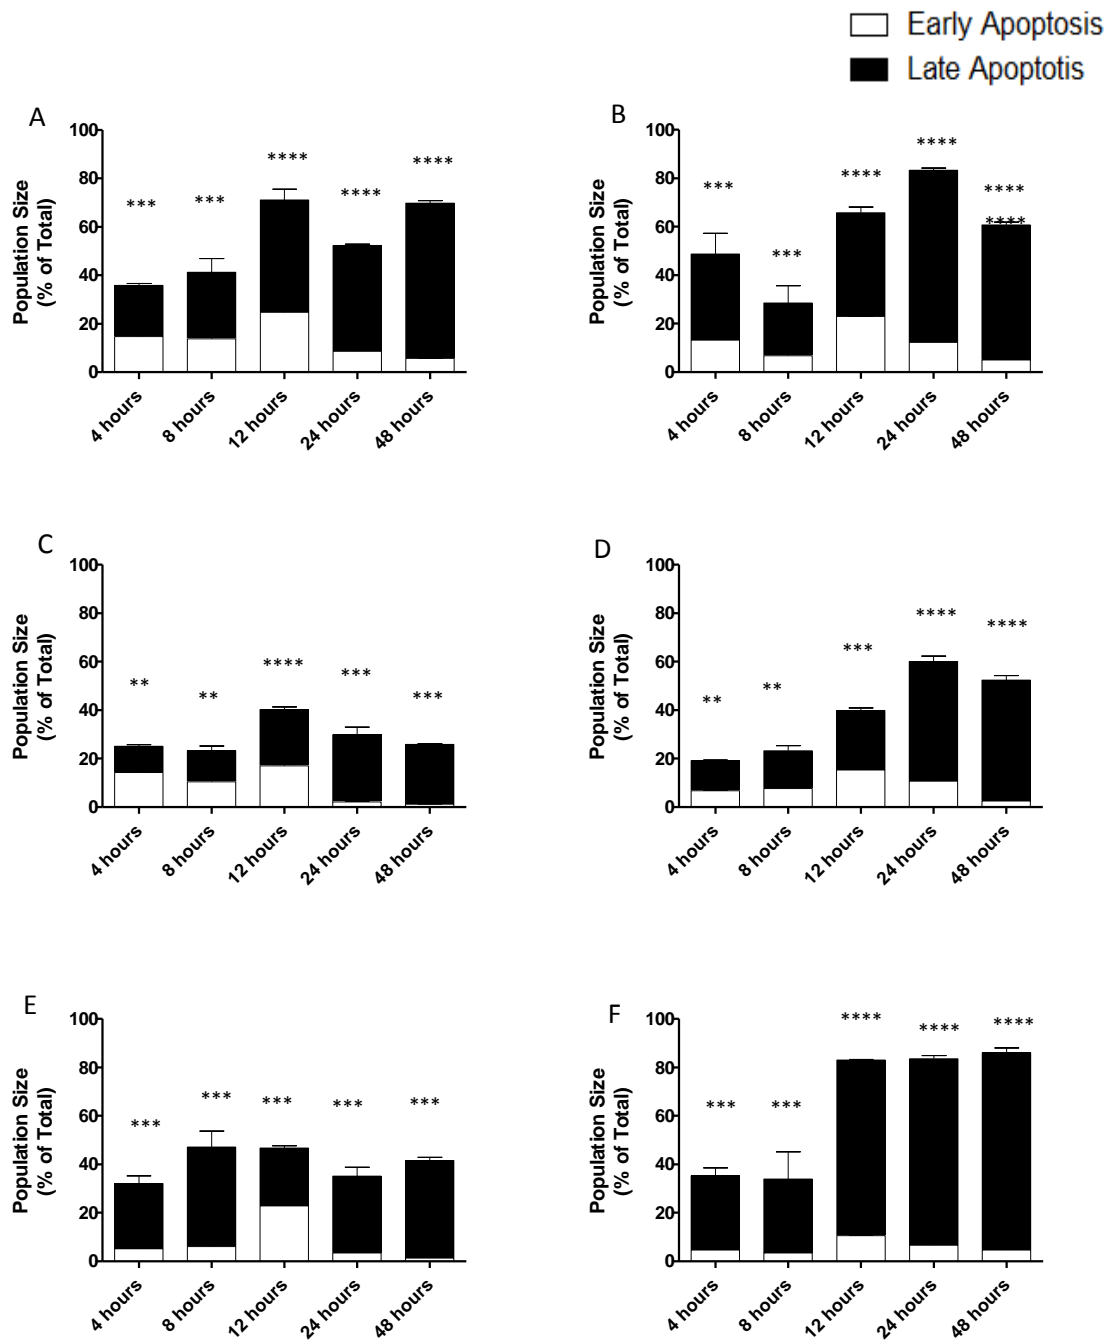 Early Apoptosis
Late Apoptotis
A
Population Size
(% of Total)
100
80
60
40
20
0
***
***
****
****
****
4 hours
8 hours
12 hours
24 hours
48 hours
B
Population Size
(% of Total)
100
80
60
40
20
0
***
***
****
****
****
****
4 hours
8 hours
12 hours
24 hours
48 hours
C
Population Size
(% of Total)
100
80
60
40
20
0
**
**
****
***
***
4 hours
8 hours
12 hours
24 hours
48 hours
D
Population Size
(% of Total)
100
80
60
40
20
0
**
**
***
****
****
4 hours
8 hours
12 hours
24 hours
48 hours
E
Population Size
(% of Total)
100
80
60
40
20
0
***
***
***
***
***
4 hours
8 hours
12 hours
24 hours
48 hours
F
Population Size
(% of Total)
100
80
60
40
20
0
***
***
****
****
****
4 hours
8 hours
12 hours
24 hours
48 hours